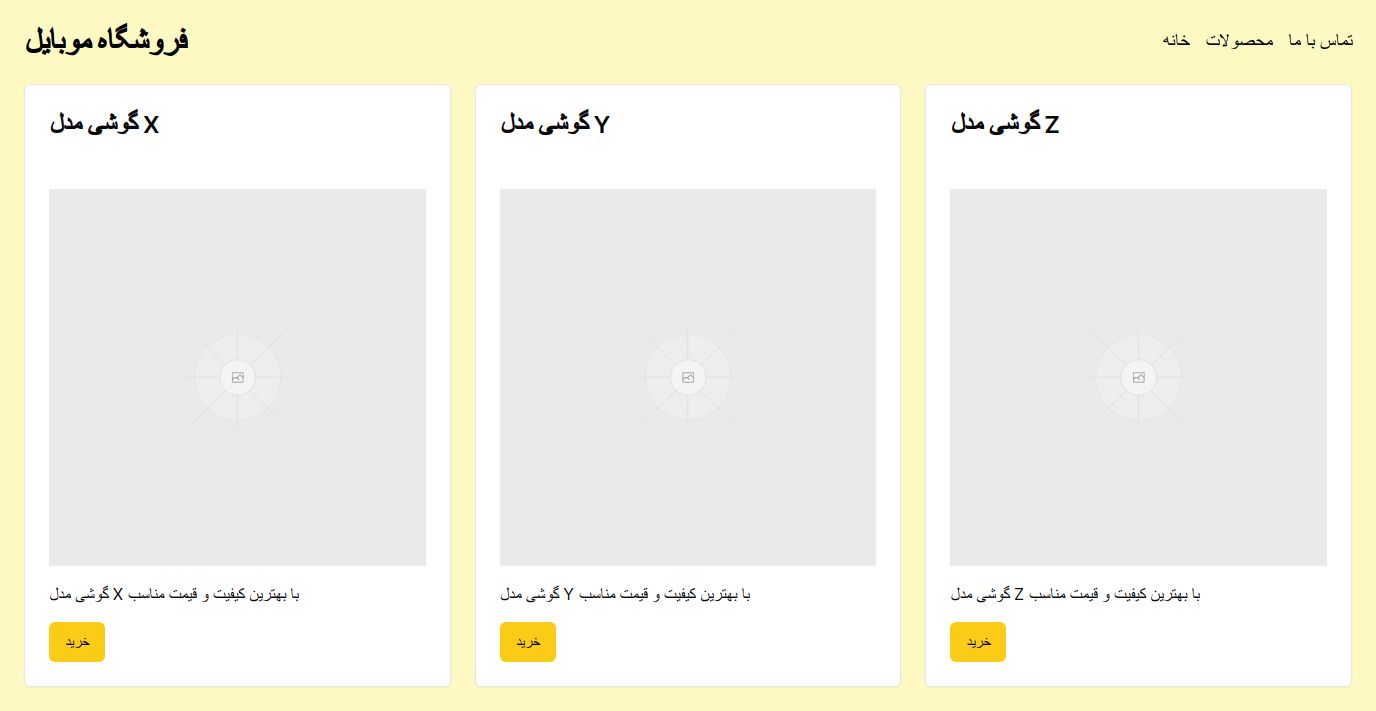 فروشگاه موبایل
خانه
محصولات
تماس با ما
گوشی مدل X
گوشی مدل X با بهترین کیفیت و قیمت مناسب
خرید
گوشی مدل Y
گوشی مدل Y با بهترین کیفیت و قیمت مناسب
خرید
گوشی مدل Z
گوشی مدل Z با بهترین کیفیت و قیمت مناسب
خرید